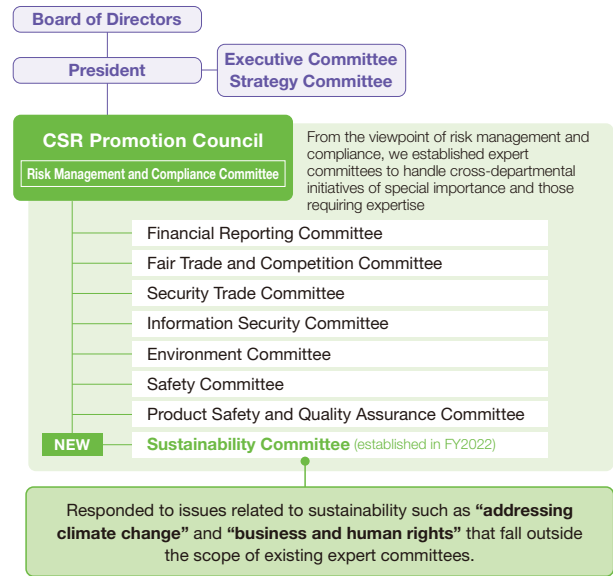 Board of Directors
President
Executive Committee
Strategy Committee
CSR Promotion Council
Risk Management and Compliance Committee
From the viewpoint of risk management and
compliance, we established expert
committees to handle cross-departmental
initiatives of special importance and those
requiring expertise
Financial Reporting Committee
Fair Trade and Competition Committee
Security Trade Committee
Information Security Committee
Environment Committee
Safety Committee
Product Safety and Quality Assurance Committee
NEW Sustainability Committee (established in FY2022)
Responded to issues related to sustainability such as “addressing
climate change” and “business and human rights” that fall outside
the scope of existing expert committees.